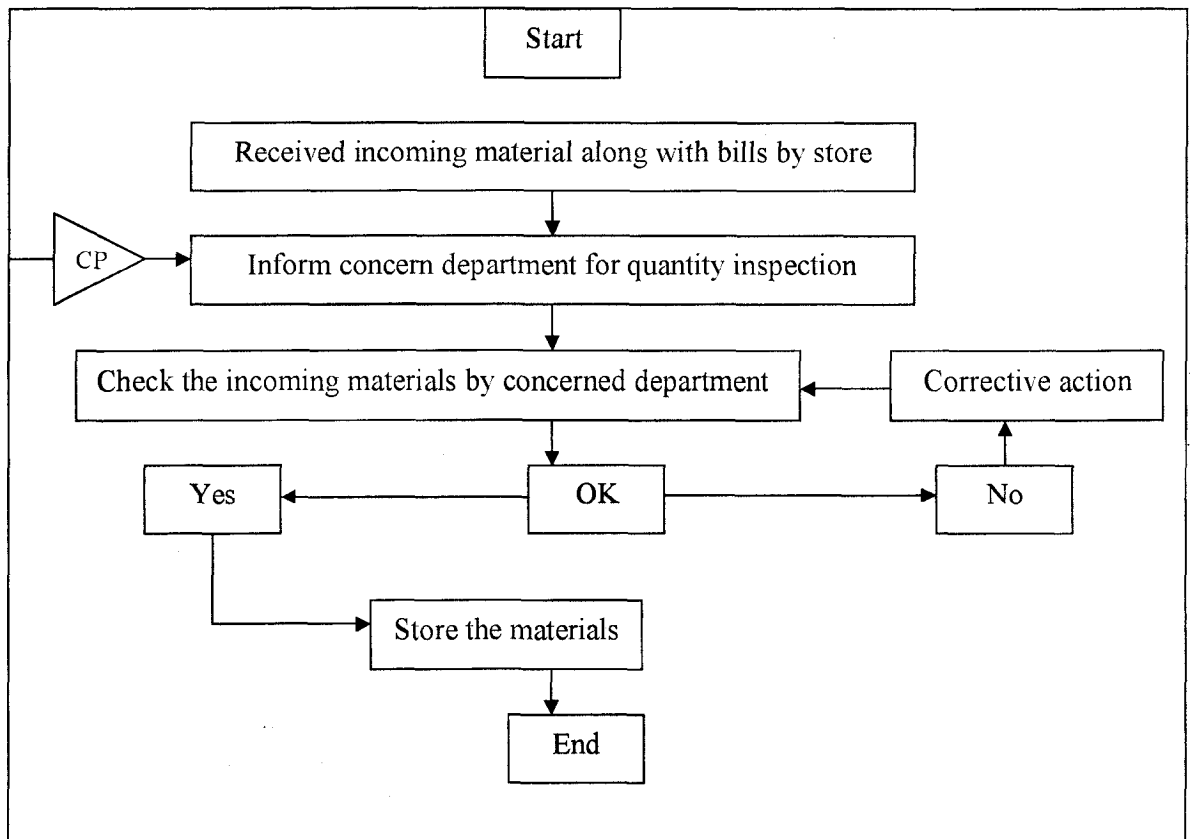 Start
Received incoming material along with bills by store
CP
Inform concern department for quantity inspection
Check the incoming materials by concerned department
Corrective action
Yes
OK
No
Store the materials
End